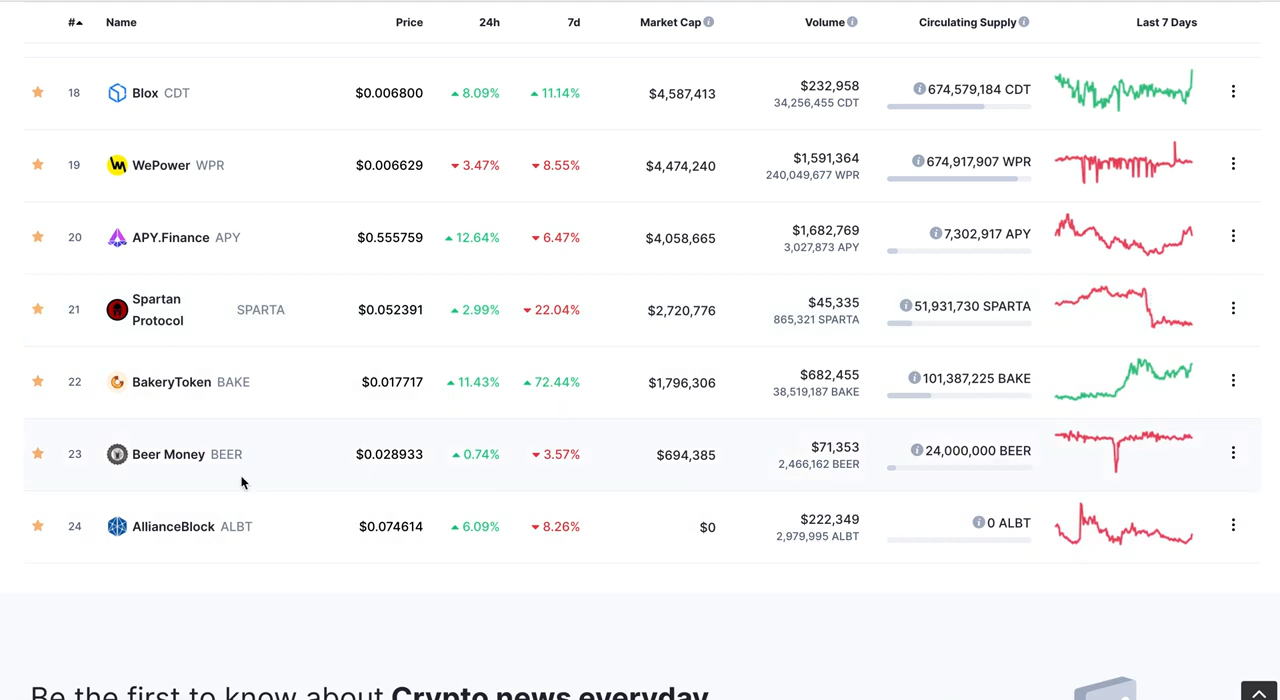 # Name Price 24h 7d Market Cap Volume Circulating Supply Last 7 Days
18 Blox CDT $0.006800 8.09% 11.14% $4,587,413 $232,958 674,579,184 CDT
34,256,455 CDT
19 WePower WPR $0.006629 3.47% 8.55% $4,474,240 $1,591,364 674,917,907 WPR
240,049,677 WPR
20 APY.Finance APY $0.555759 12.64% 6.47% $4,058,665 $1,682,769 7,302,917 APY
3,027,873 APY
21 Spartan Protocol SPARTA $0.052391 2.99% 22.04% $2,720,776 $45,335 51,931,730 SPARTA
865,321 SPARTA
22 BakeryToken BAKE $0.017717 11.43% 72.44% $1,796,306 $682,455 101,387,225 BAKE
38,519,187 BAKE
23 Beer Money BEER $0.028933 0.74% 3.57% $694,385 $71,353 24,000,000 BEER
2,466,162 BEER
24 AllianceBlock ALBT $0.074614 6.09% 8.26% $0 $222,349 0 ALBT
2,979,995 ALBT
Be the first to know about Crypto news everyday